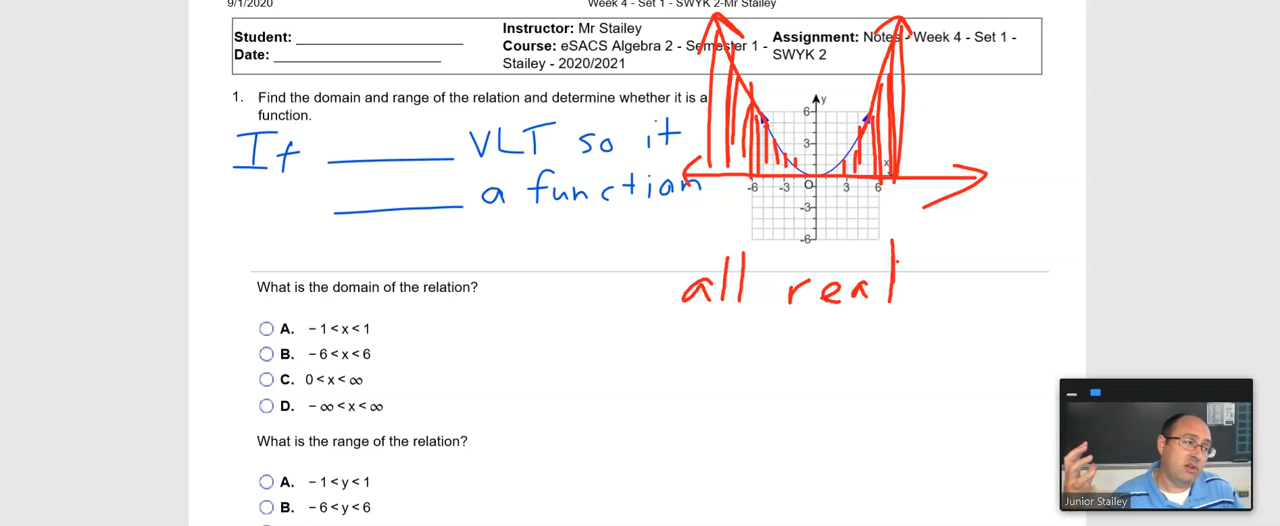 9/1/2020
Week 4 - Set 1 - SWYK 2-Mr Stailey
Student:
Date:
Instructor: Mr Stailey
Course: eSACS Algebra 2 - Semester 1 -
Stailey - 2020/2021
Assignment: Notes - Week 4 - Set 1 -
SWYK 2
1. Find the domain and range of the relation and determine whether it is a
function.
It ______ VLT so it
______ a function
y
6
3
x
-6 -3 O 3 6
-3
-6
all real
What is the domain of the relation?
A. - 1 < x < 1
B. - 6 < x < 6
C. 0 < x < ∞
D. - ∞ < x < ∞
What is the range of the relation?
A. - 1 < y < 1
B. - 6 < y < 6
Junior Stailey